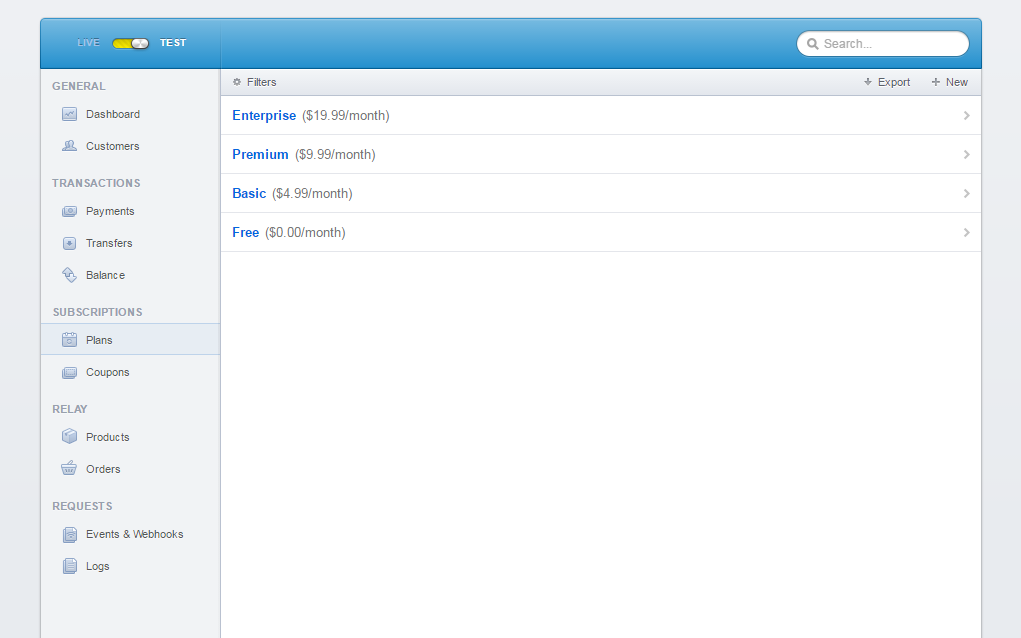 LIVE TEST Search...
GENERAL
Dashboard
Customers
TRANSACTIONS
Payments
Transfers
Balance
SUBSCRIPTIONS
Plans
Coupons
RELAY
Products
Orders
REQUESTS
Events & Webhooks
Logs
Filters Export New
Enterprise ($19.99/month)
Premium ($9.99/month)
Basic ($4.99/month)
Free ($0.00/month)